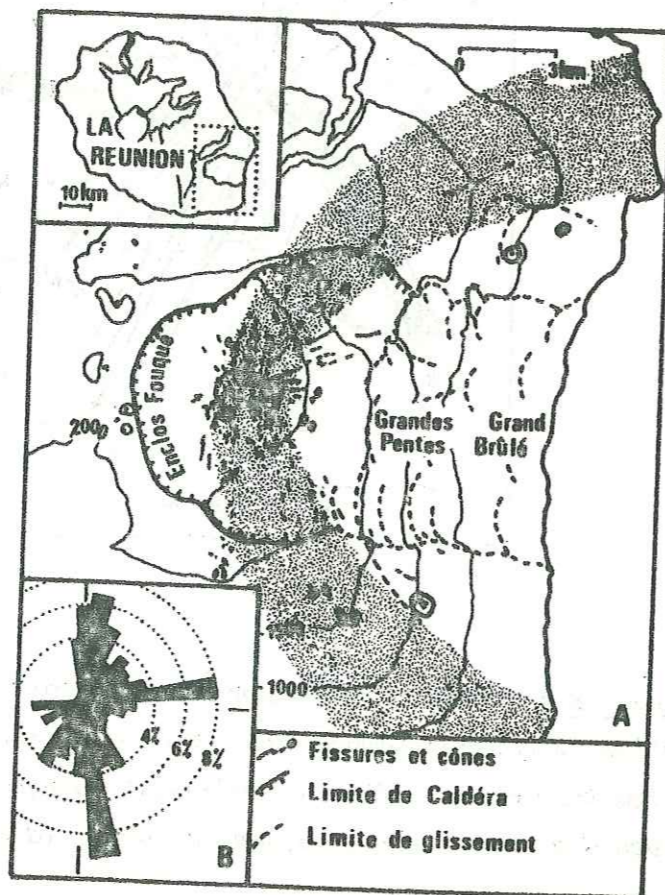 LA
REUNION
10km
0 3km
Enclos Fouqué
2000
Grandes
Pentes
Grand
Brûlé
1000
A
4% 6% 8%
B
Fissures et cônes
Limite de Caldéra
Limite de glissement